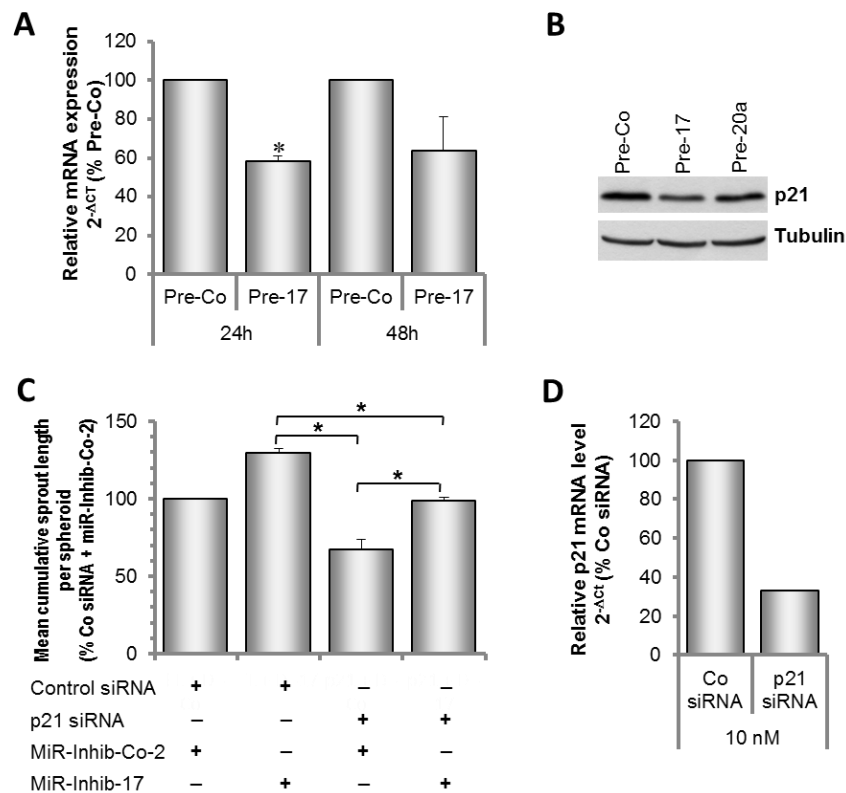 A
Relative mRNA expression
2-ΔCT (% Pre-Co)
120
100
80
60
40
20
0
*
Pre-Co Pre-17 Pre-Co Pre-17
24h 48h
B
Pre-Co
Pre-17
Pre-20a
p21
Tubulin
C
Mean cumulative sprout length
per spheroid
(% Co siRNA + miR-Inhib-Co-2)
150
100
50
0
*
*
*
Control siRNA + + – –
p21 siRNA – – + +
MiR-Inhib-Co-2 + – + –
MiR-Inhib-17 – + – +
D
Relative p21 mRNA level
2-Δct (% Co siRNA)
120
100
80
60
40
20
0
Co p21
siRNA siRNA
10 nM